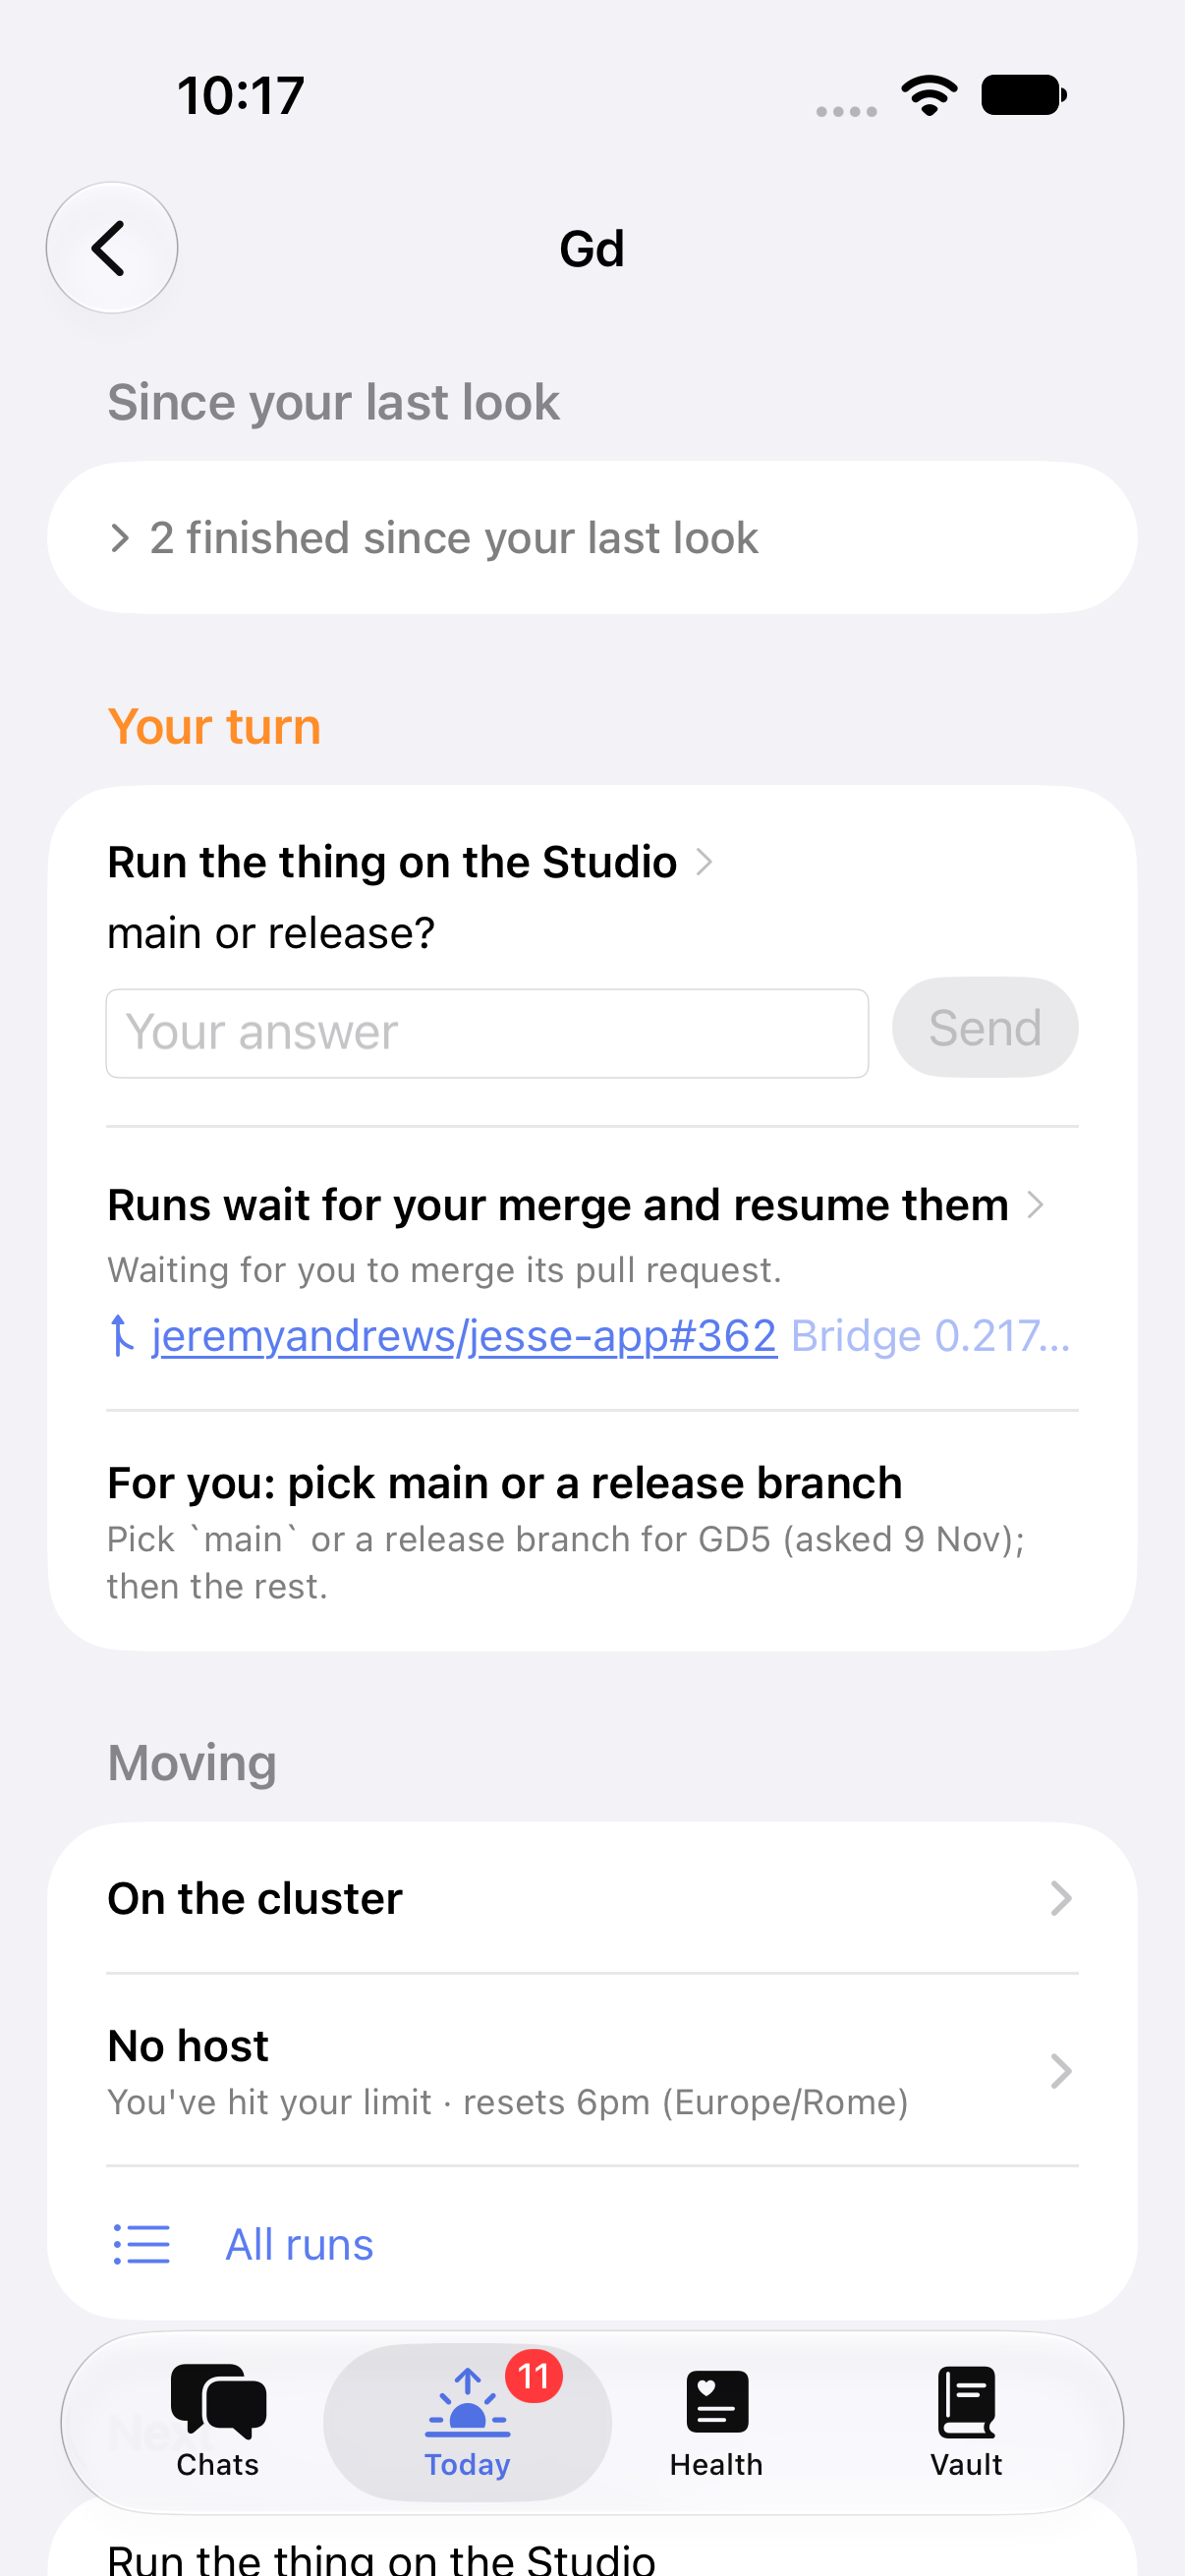 10:17
Gd
Since your last look
2 finished since your last look
Your turn
Run the thing on the Studio
main or release?
Your answer
Send
Runs wait for your merge and resume them
Waiting for you to merge its pull request.
jeremyandrews/jesse-app#362 Bridge 0.217...
For you: pick main or a release branch
Pick `main` or a release branch for GD5 (asked 9 Nov);
then the rest.
Moving
On the cluster
No host
You've hit your limit · resets 6pm (Europe/Rome)
All runs
11
Chats
Today
Health
Vault
Run the thing on the Studio